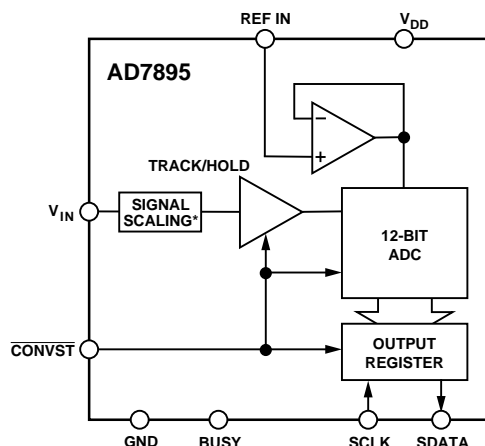 REF IN
VDD
AD7895
−
+
TRACK/HOLD
VIN
SIGNAL
SCALING*
12-BIT
ADC
CONVST
OUTPUT
REGISTER
GND
BUSY
SCLK
SDATA